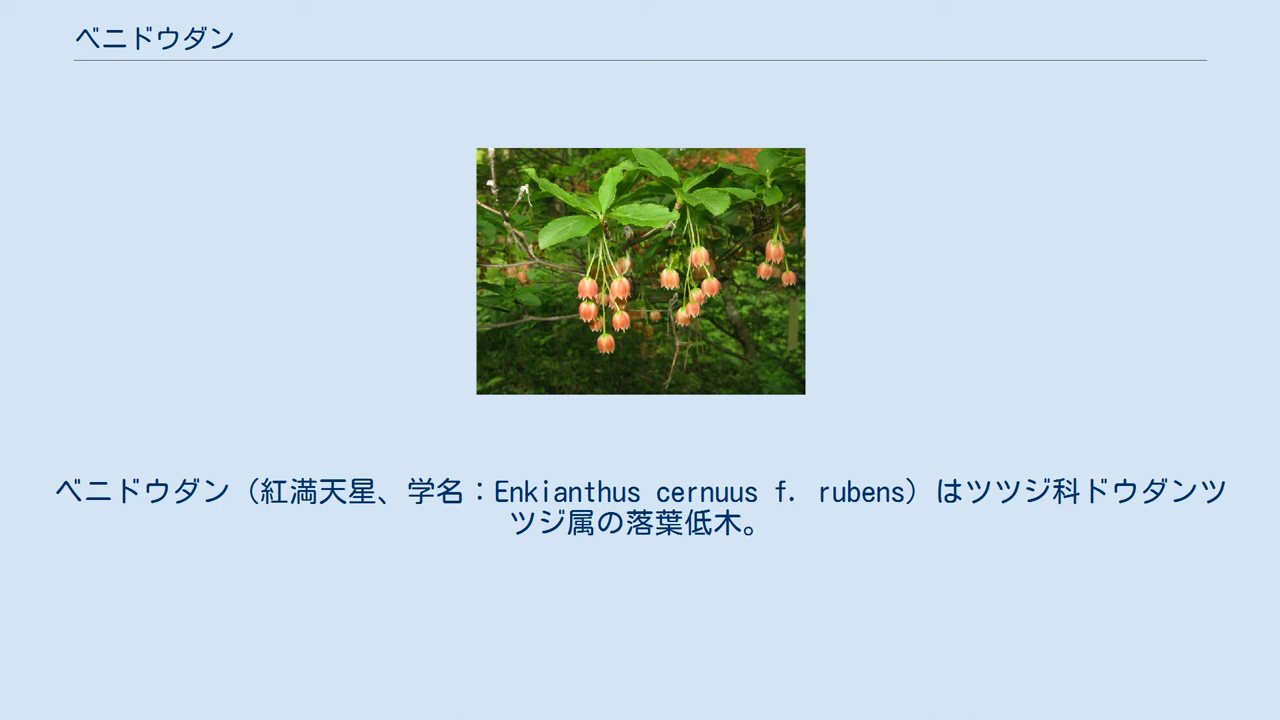 ベニドウダン
ベニドウダン（紅満天星、学名：Enkianthus cernuus f. rubens）はツツジ科ドウダンツ
ツジ属の落葉低木。